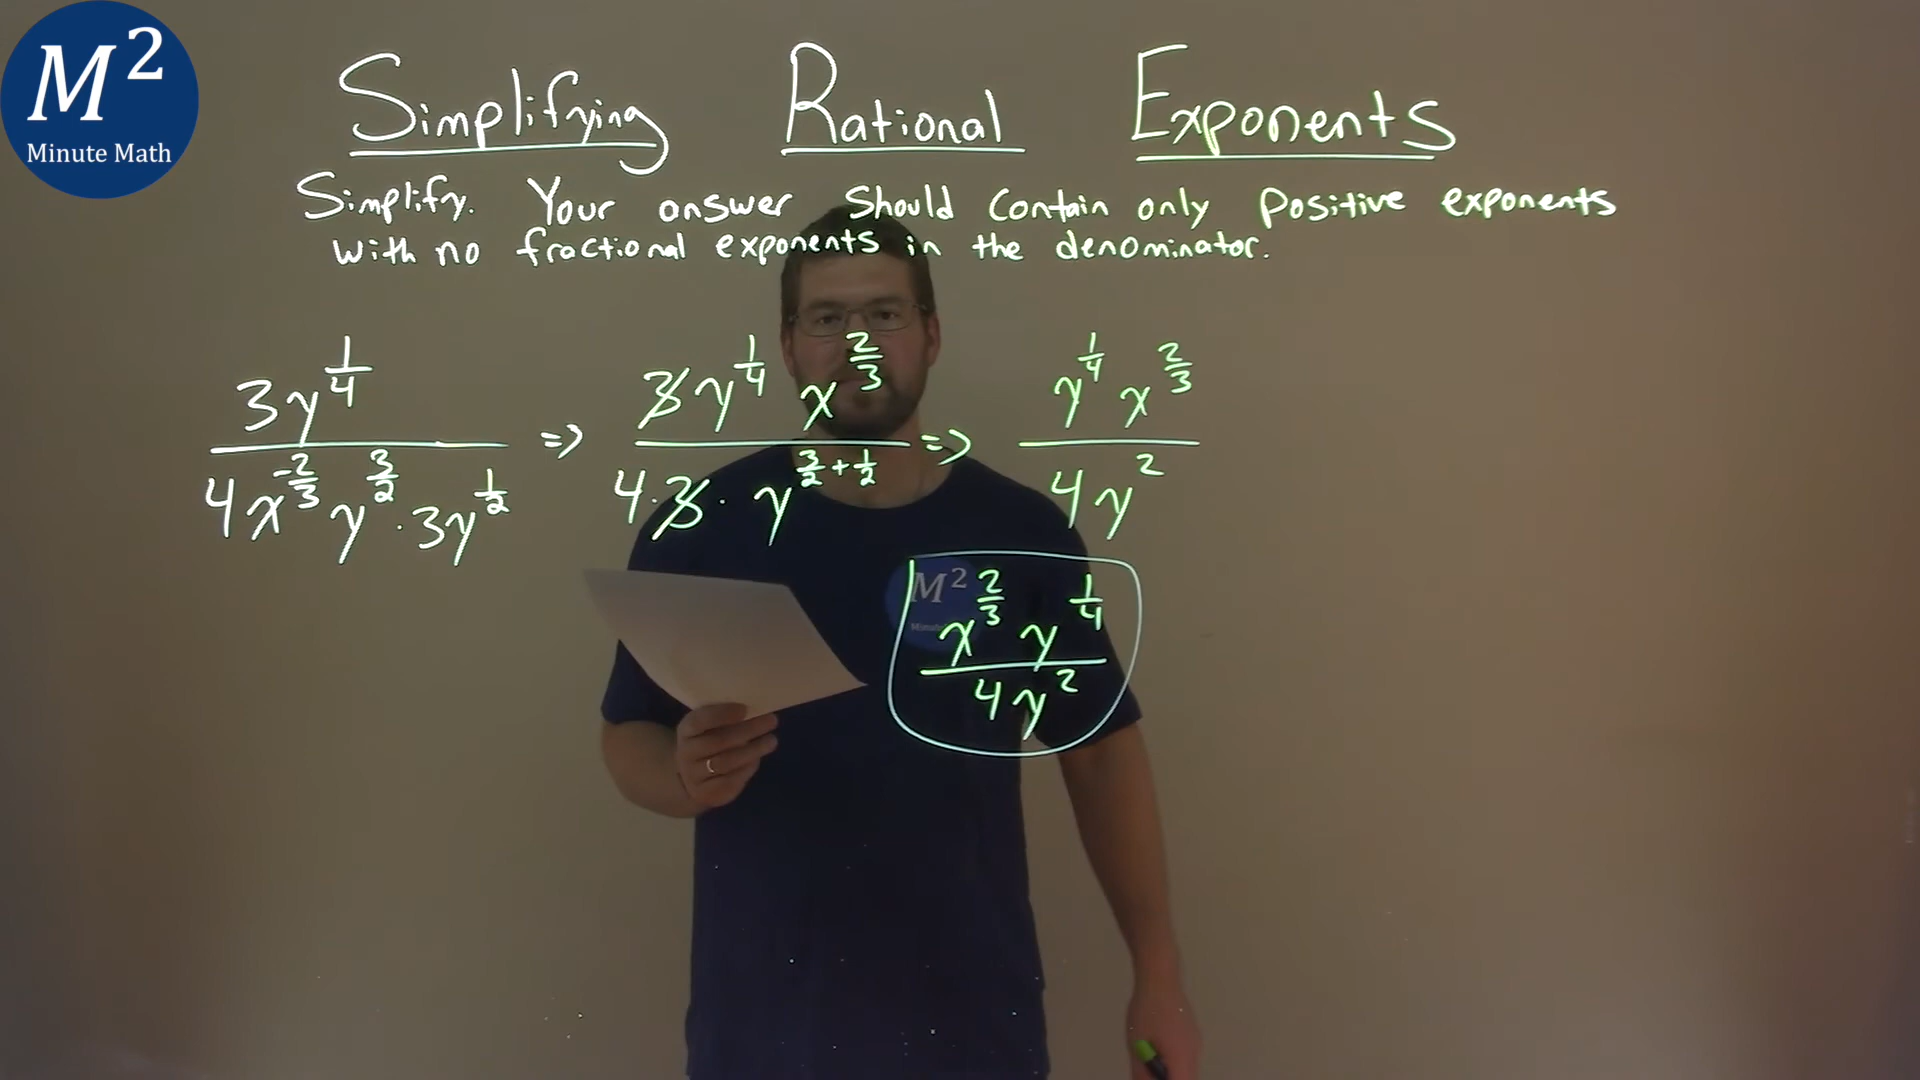 M²
Minute Math
Simplifying Rational Exponents
Simplify. Your answer should contain only positive exponents
with no fractional exponents in the denominator.
3y^(1/4) / (4x^(-2/3) y^(3/2) · 3y^(1/2)) => 3y^(1/4) x^(2/3) / (4·3· y^(3/2 + 1/2)) => y^(1/4) x^(2/3) / (4y^2)
M²
x^(2/3) y^(1/4) / (4y^2)